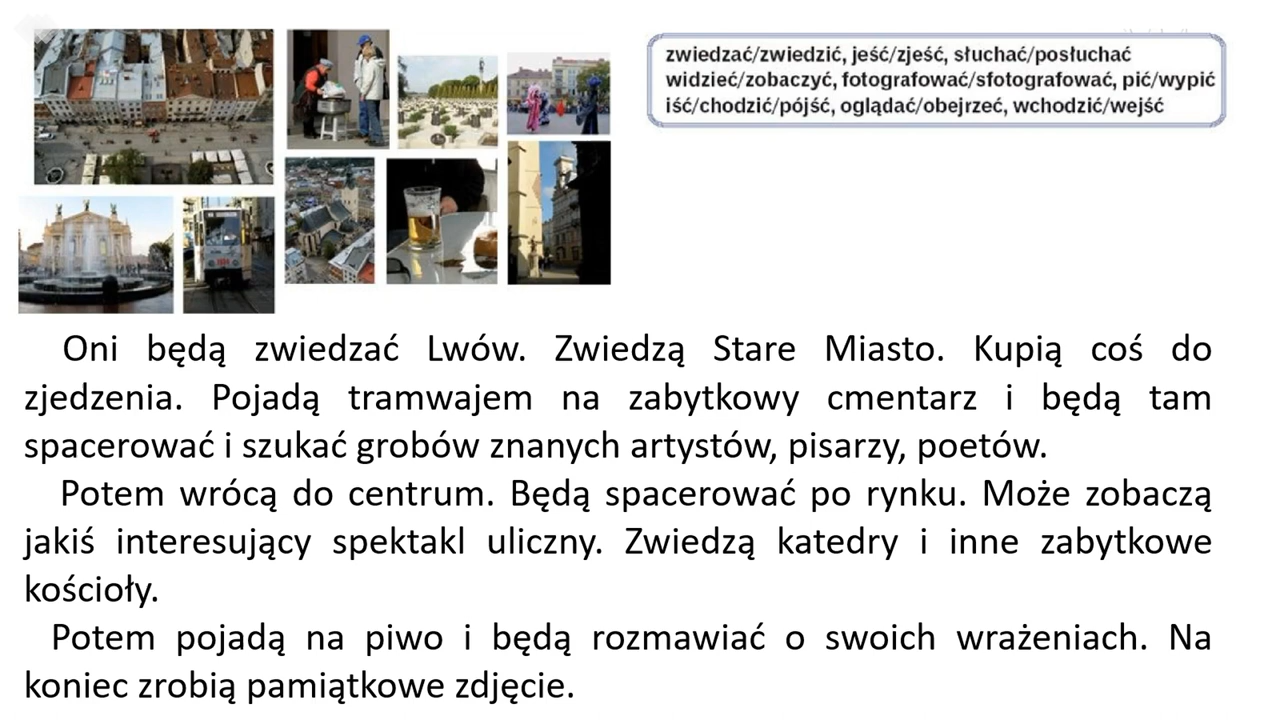 zwiedzać/zwiedzić, jeść/zjeść, słuchać/posłuchać
widzieć/zobaczyć, fotografować/sfotografować, pić/wypić
iść/chodzić/pójść, oglądać/obejrzeć, wchodzić/wejść
Oni będą zwiedzać Lwów. Zwiedzą Stare Miasto. Kupią coś do
zjedzenia. Pojadą tramwajem na zabytkowy cmentarz i będą tam
spacerować i szukać grobów znanych artystów, pisarzy, poetów.
Potem wrócą do centrum. Będą spacerować po rynku. Może zobaczą
jakiś interesujący spektakl uliczny. Zwiedzą katedry i inne zabytkowe
kościoły.
Potem pojadą na piwo i będą rozmawiać o swoich wrażeniach. Na
koniec zrobią pamiątkowe zdjęcie.